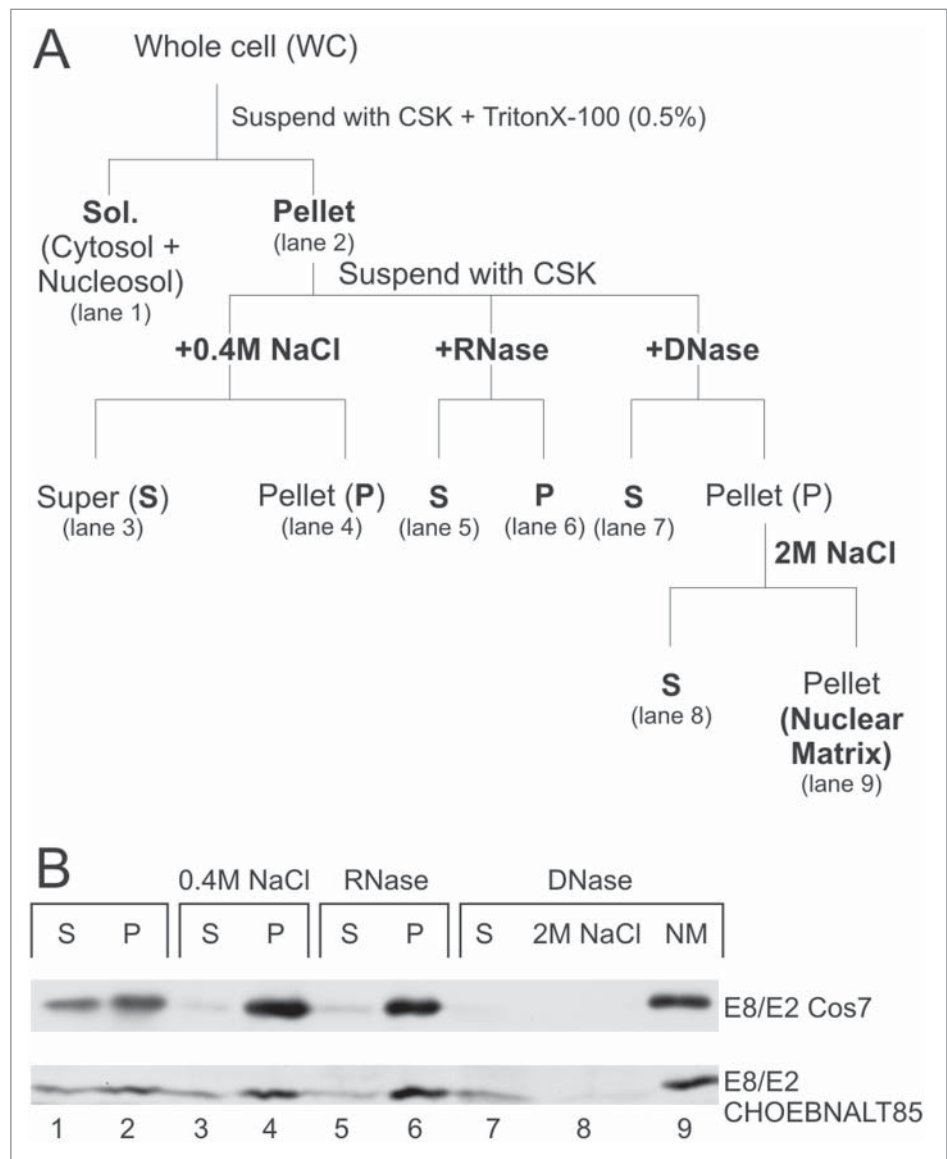 A
Whole cell (WC)
Suspend with CSK + TritonX-100 (0.5%)
Sol.
(Cytosol +
Nucleosol)
(lane 1)
Pellet
(lane 2)
Suspend with CSK
+0.4M NaCl
+RNase
+DNase
Super (S)
(lane 3)
Pellet (P)
(lane 4)
S
(lane 5)
P
(lane 6)
S
(lane 7)
Pellet (P)
2M NaCl
S
(lane 8)
Pellet
(Nuclear
Matrix)
(lane 9)
B
0.4M NaCl RNase DNase
S P S P S P S 2M NaCl NM
E8/E2 Cos7
E8/E2
CHOEBNALT85
1 2 3 4 5 6 7 8 9